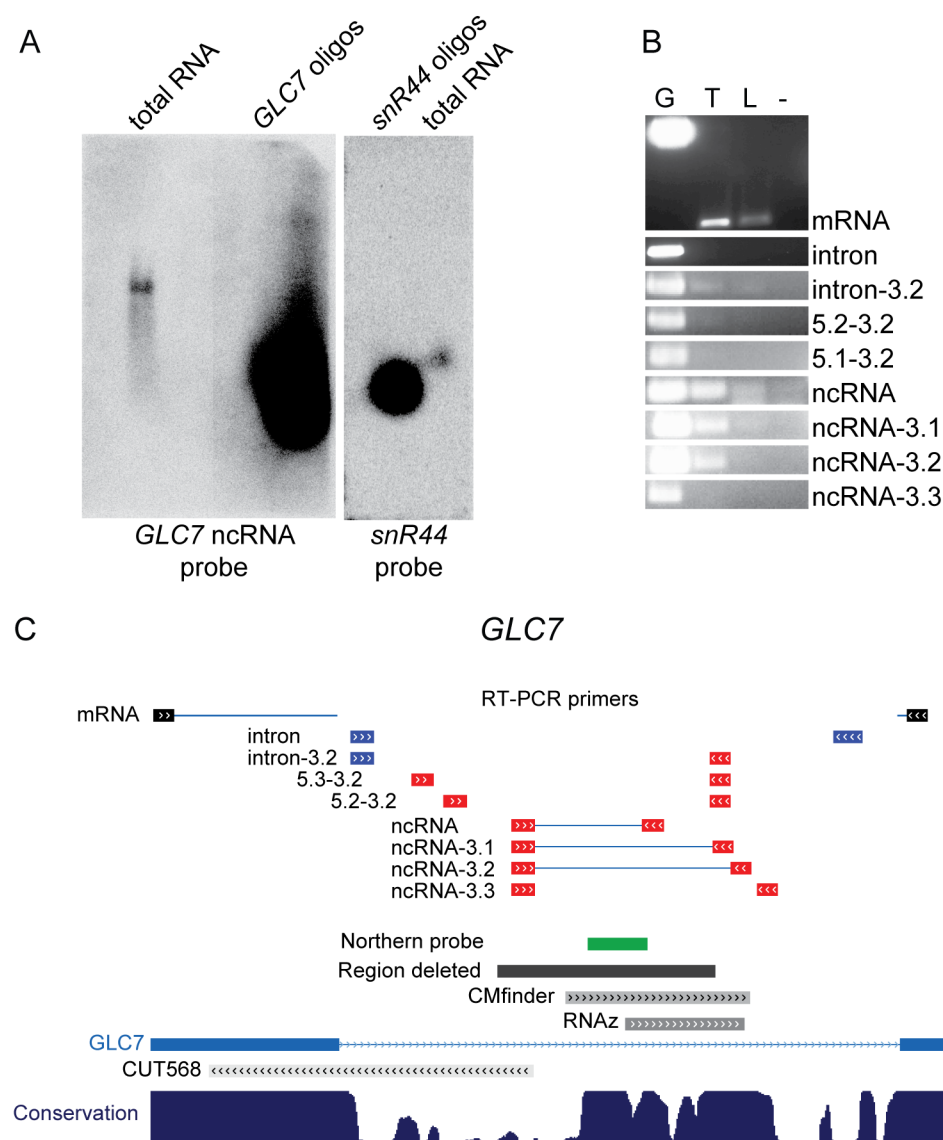 A
total RNA
GLC7 oligos
snR44 oligos
total RNA
GLC7 ncRNA
probe
snR44
probe
B
G T L -
mRNA
intron
intron-3.2
5.2-3.2
5.1-3.2
ncRNA
ncRNA-3.1
ncRNA-3.2
ncRNA-3.3
C
GLC7
RT-PCR primers
mRNA
intron
intron-3.2
5.3-3.2
5.2-3.2
ncRNA
ncRNA-3.1
ncRNA-3.2
ncRNA-3.3
Northern probe
Region deleted
CMfinder
RNAz
GLC7
CUT568
Conservation